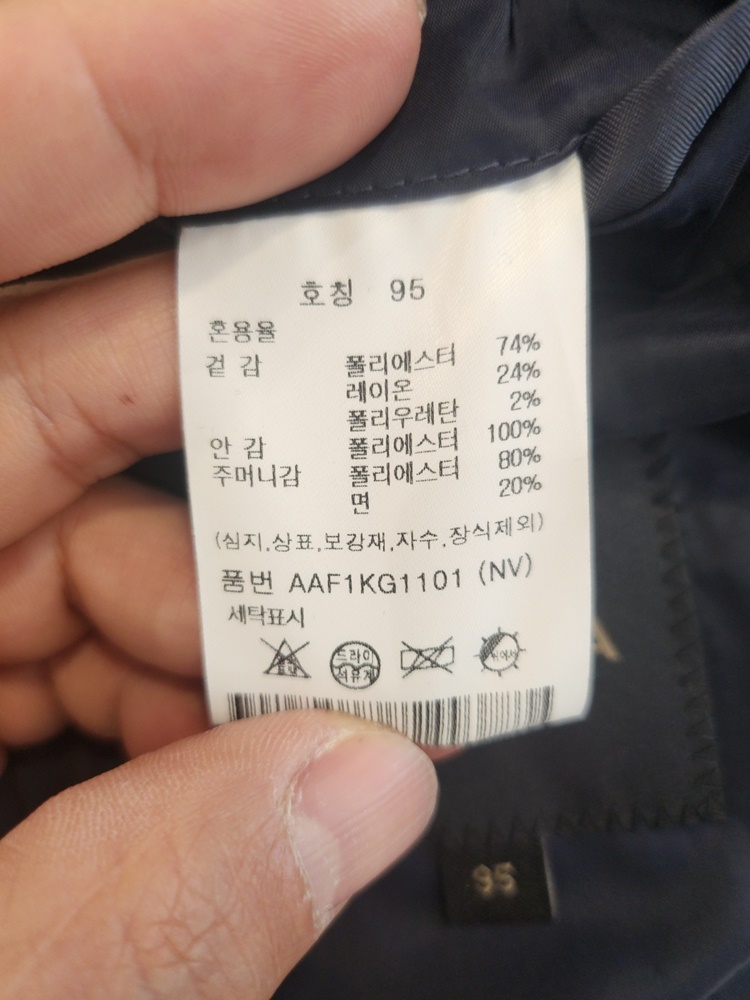 호칭 95
혼용율
겉 감 폴리에스터 74%
레이온 24%
폴리우레탄 2%
안 감 폴리에스터 100%
주머니감 폴리에스터 80%
면 20%
(심지,상표,보강재,자수,장식제외)
품번 AAF1KG1101 (NV)
세탁표시
드라이
석유계
95